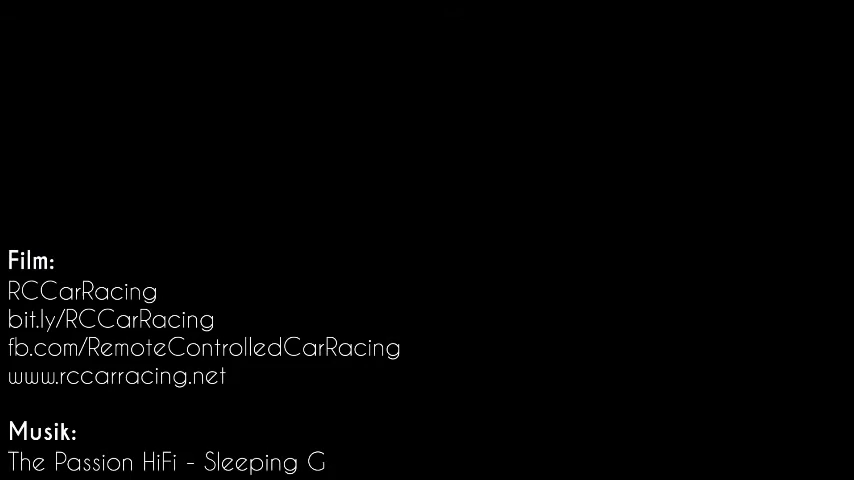 Film:
RCCarRacing
bit.ly/RCCarRacing
fb.com/RemoteControlledCarRacing
www.rccarracing.net
Musik:
The Passion HiFi - Sleeping G